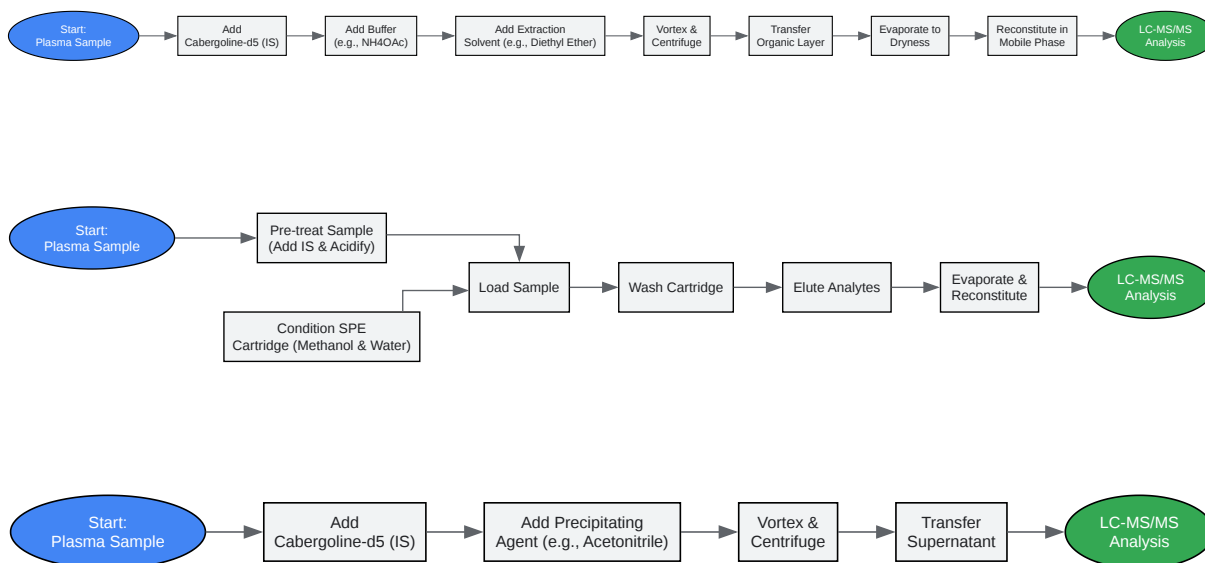 Start:
Plasma Sample
Add
Cabergoline-d5 (IS)
Add Buffer
(e.g., NH4OAc)
Add Extraction
Solvent (e.g., Diethyl Ether)
Vortex &
Centrifuge
Transfer
Organic Layer
Evaporate to
Dryness
Reconstitute in
Mobile Phase
LC-MS/MS
Analysis
Start:
Plasma Sample
Pre-treat Sample
(Add IS & Acidify)
Condition SPE
Cartridge (Methanol & Water)
Load Sample
Wash Cartridge
Elute Analytes
Evaporate &
Reconstitute
LC-MS/MS
Analysis
Start:
Plasma Sample
Add
Cabergoline-d5 (IS)
Add Precipitating
Agent (e.g., Acetonitrile)
Vortex &
Centrifuge
Transfer
Supernatant
LC-MS/MS
Analysis